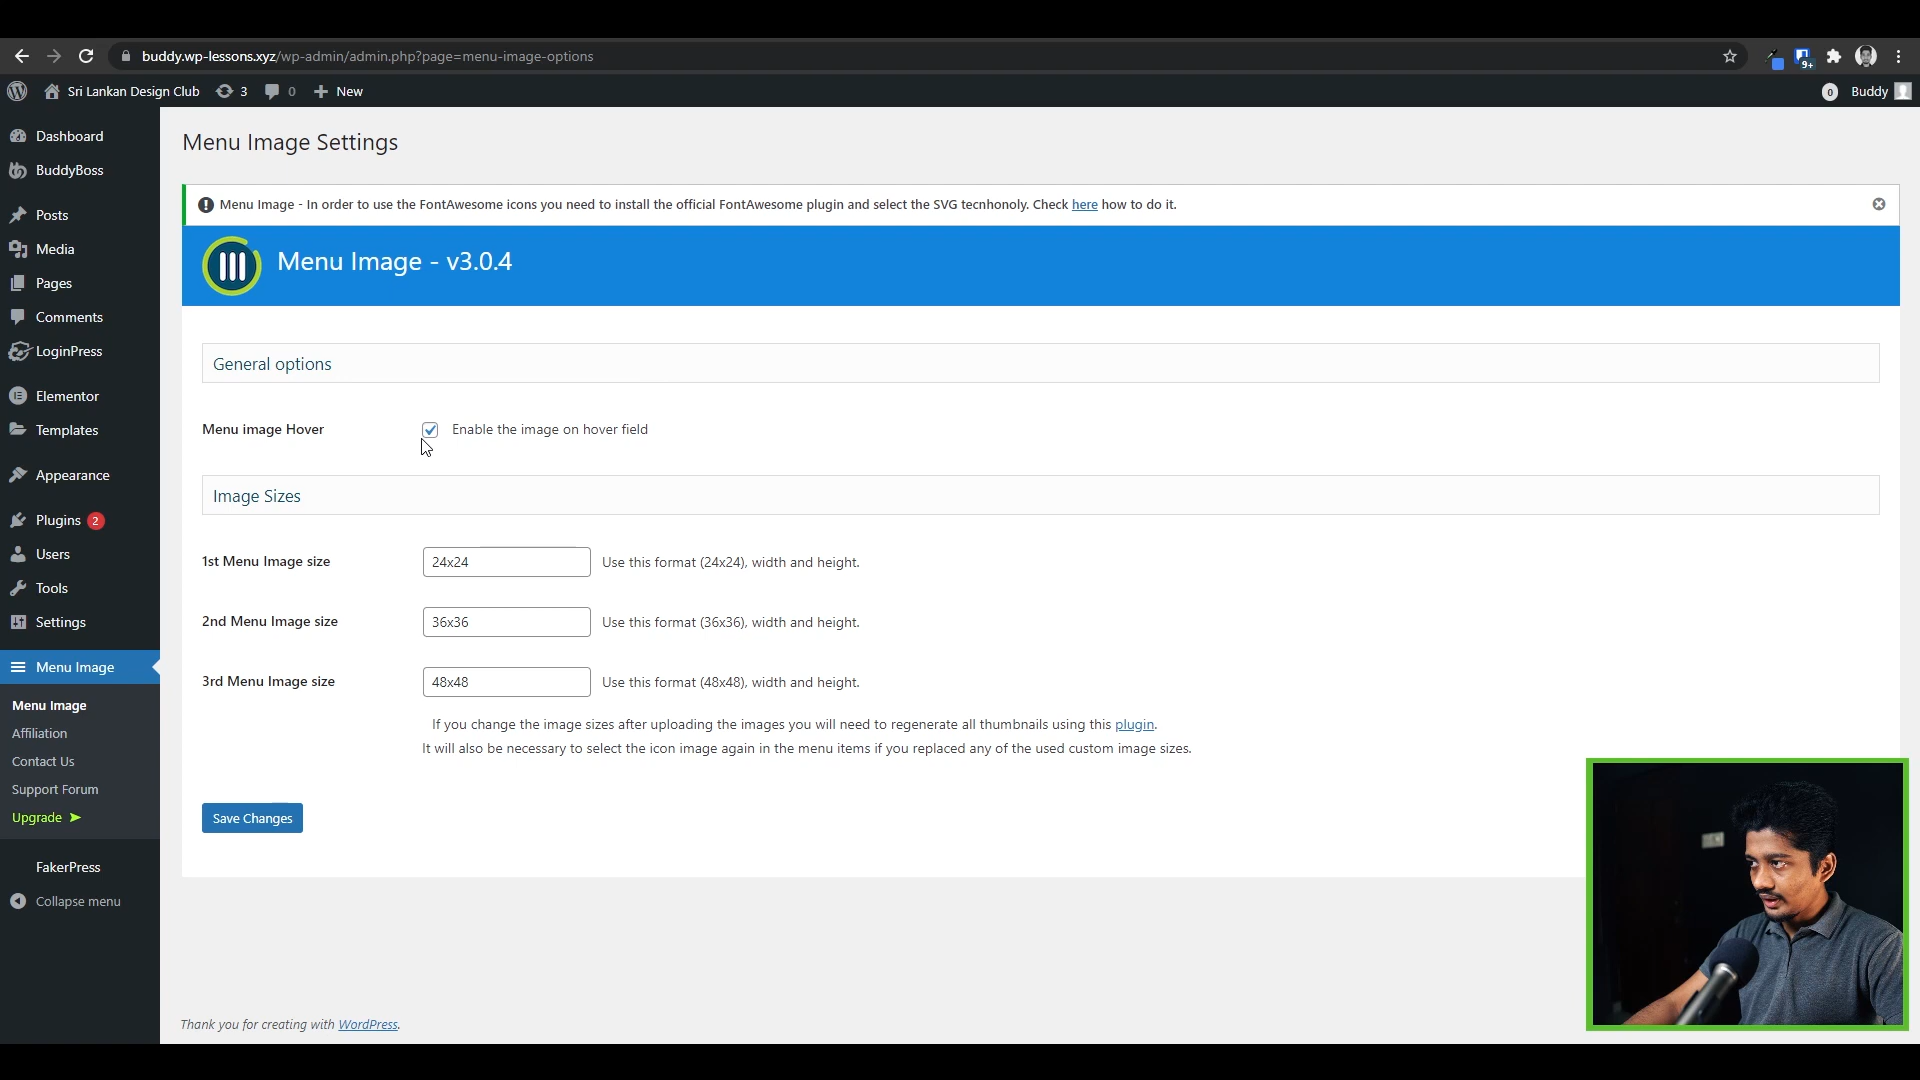 buddy.wp-lessons.xyz/wp-admin/admin.php?page=menu-image-options
9+
Sri Lankan Design Club 3 0 New
0 Buddy
Dashboard
BuddyBoss
Posts
Media
Pages
Comments
LoginPress
Elementor
Templates
Appearance
Plugins 2
Users
Tools
Settings
Menu Image
Menu Image
Affiliation
Contact Us
Support Forum
Upgrade ➤
FakerPress
Collapse menu
Menu Image Settings
Menu Image - In order to use the FontAwesome icons you need to install the official FontAwesome plugin and select the SVG tecnhonoly. Check here how to do it.
Menu Image - v3.0.4
General options
Menu image Hover Enable the image on hover field
Image Sizes
1st Menu Image size 24x24 Use this format (24x24), width and height.
2nd Menu Image size 36x36 Use this format (36x36), width and height.
3rd Menu Image size 48x48 Use this format (48x48), width and height.
If you change the image sizes after uploading the images you will need to regenerate all thumbnails using this plugin.
It will also be necessary to select the icon image again in the menu items if you replaced any of the used custom image sizes.
Save Changes
Thank you for creating with WordPress.